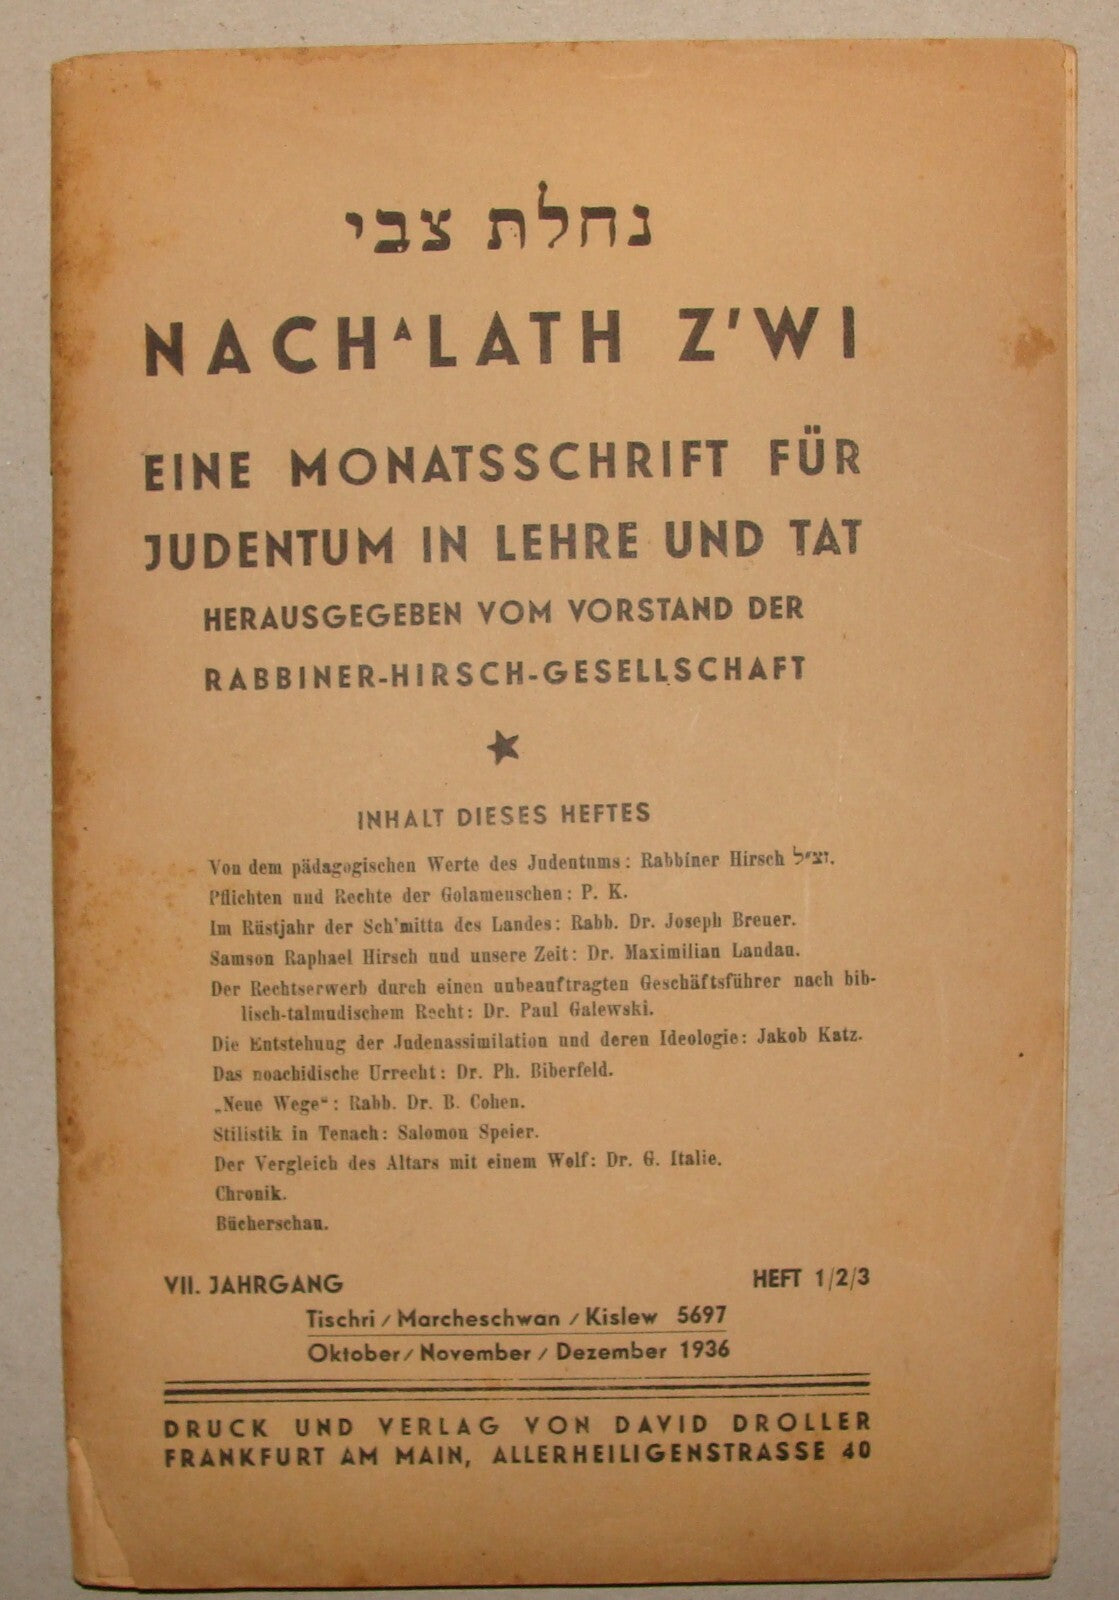 נחלת צבי
NACHALATH Z'WI
EINE MONATSSCHRIFT FÜR
JUDENTUM IN LEHRE UND TAT
HERAUSGEGEBEN VOM VORSTAND DER
RABBINER-HIRSCH-GESELLSCHAFT
★
INHALT DIESES HEFTES
Von dem pädagogischen Werte des Judentums: Rabbiner Hirsch זצ״ל.
Pflichten und Rechte der Golamenschen: P. K.
Im Rüstjahr der Sch'mitta des Landes: Rabb. Dr. Joseph Breuer.
Samson Raphael Hirsch und unsere Zeit: Dr. Maximilian Landau.
Der Rechtserwerb durch einen unbeauftragten Geschäftsführer nach bib-
lisch-talmudischem Recht: Dr. Paul Galewski.
Die Entstehung der Judenassimilation und deren Ideologie: Jakob Katz.
Das noachidische Urrecht: Dr. Ph. Biberfeld.
„Neue Wege“: Rabb. Dr. B. Cohen.
Stilistik in Tenach: Salomon Speier.
Der Vergleich des Altars mit einem Wolf: Dr. G. Italie.
Chronik.
Bücherschau.
VII. JAHRGANG HEFT 1/2/3
Tischri / Marcheschwan / Kislew 5697
Oktober / November / Dezember 1936
DRUCK UND VERLAG VON DAVID DROLLER
FRANKFURT AM MAIN, ALLERHEILIGENSTRASSE 40